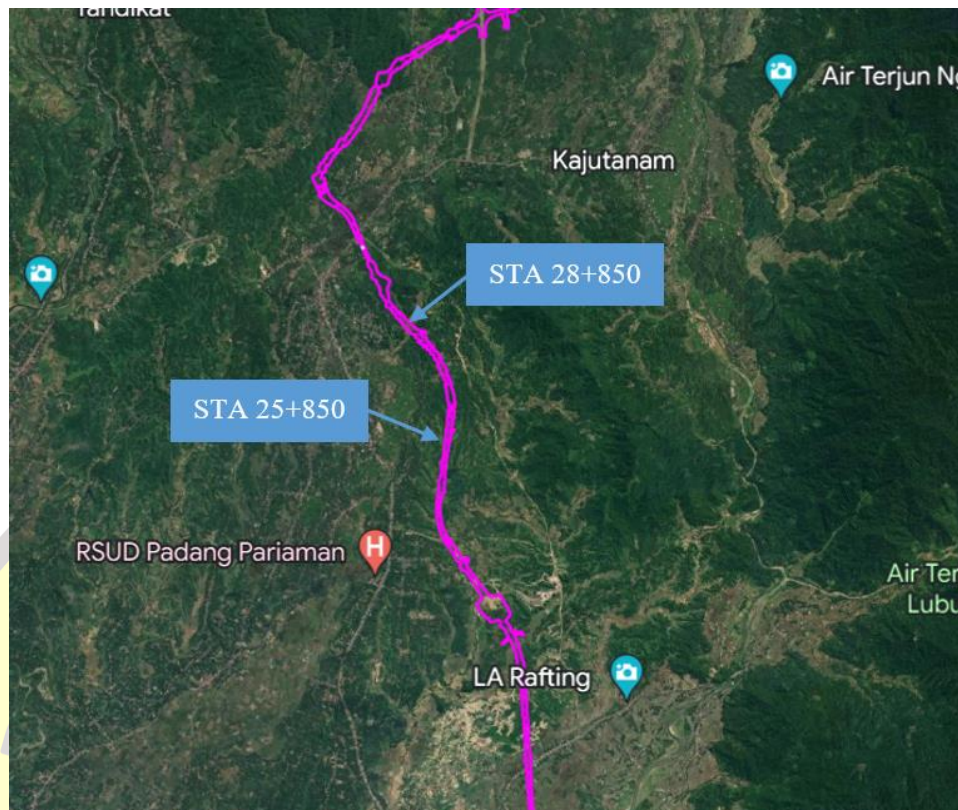 Tandikat
Air Terjun Ng
Kajutanam
STA 28+850
STA 25+850
RSUD Padang Pariaman
H
Air Ter
Lubu
LA Rafting